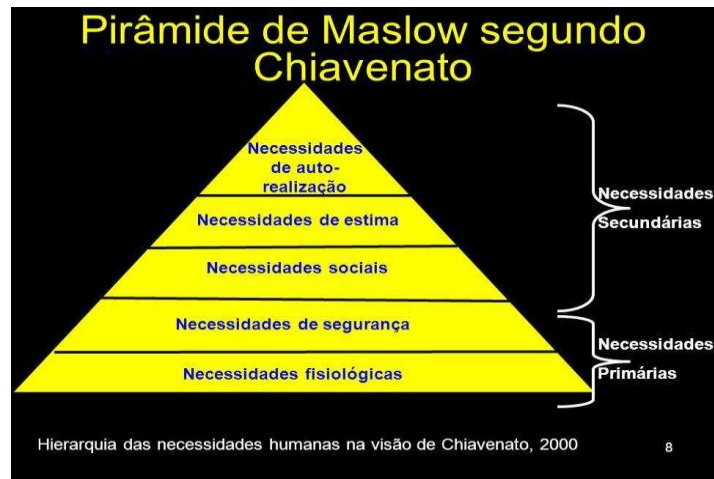 Pirâmide de Maslow segundo
Chiavenato
Necessidades
de auto-
realização
Necessidades de estima
Necessidades sociais
Necessidades de segurança
Necessidades fisiológicas
Necessidades
Secundárias
Necessidades
Primárias
Hierarquia das necessidades humanas na visão de Chiavenato, 2000
8